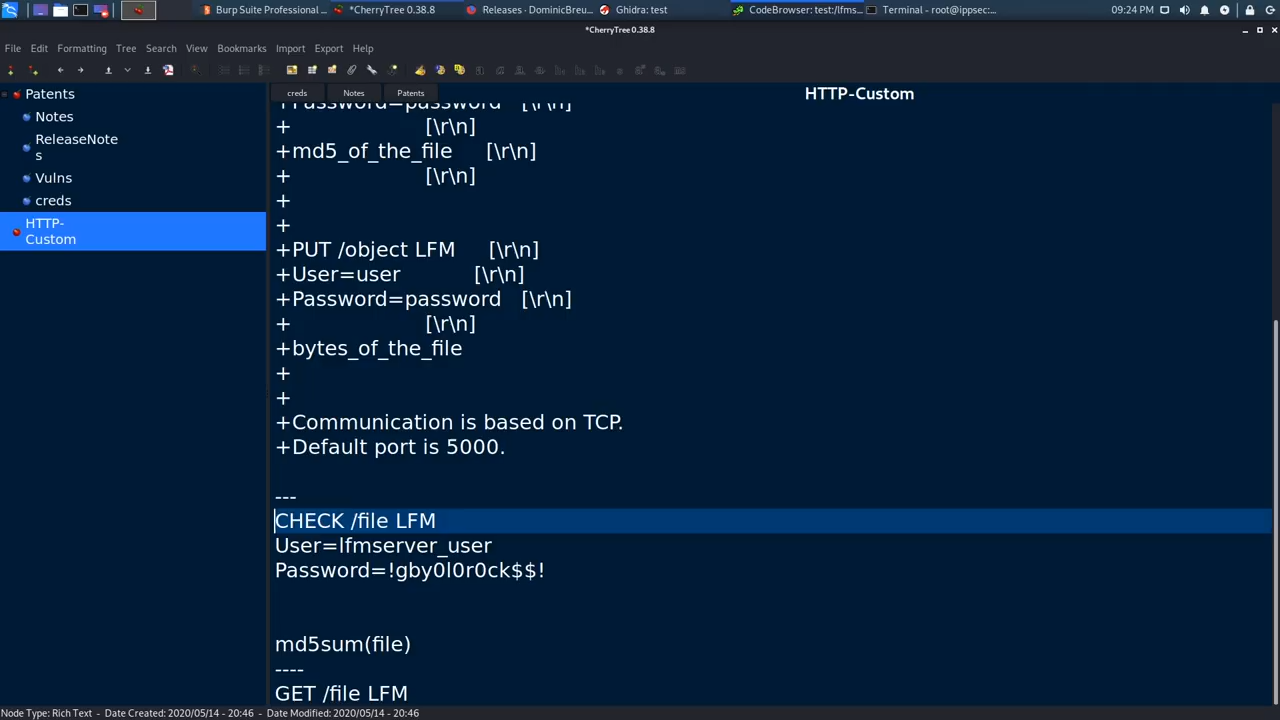 Burp Suite Professional ...
*CherryTree 0.38.8
Releases · DominicBreu...
Ghidra: test
CodeBrowser: test:/lfms...
Terminal - root@ippsec:...
09:24 PM
*CherryTree 0.38.8
File Edit Formatting Tree Search View Bookmarks Import Export Help
Patents
Notes
ReleaseNote
s
Vulns
creds
HTTP-
Custom
creds Notes Patents
HTTP-Custom
+Password=password [\r\n]
+ [\r\n]
+md5_of_the_file [\r\n]
+ [\r\n]
+
+
+PUT /object LFM [\r\n]
+User=user [\r\n]
+Password=password [\r\n]
+ [\r\n]
+bytes_of_the_file
+
+
+Communication is based on TCP.
+Default port is 5000.
---
CHECK /file LFM
User=lfmserver_user
Password=!gby0l0r0ck$$!
md5sum(file)
----
GET /file LFM
Node Type: Rich Text - Date Created: 2020/05/14 - 20:46 - Date Modified: 2020/05/14 - 20:46